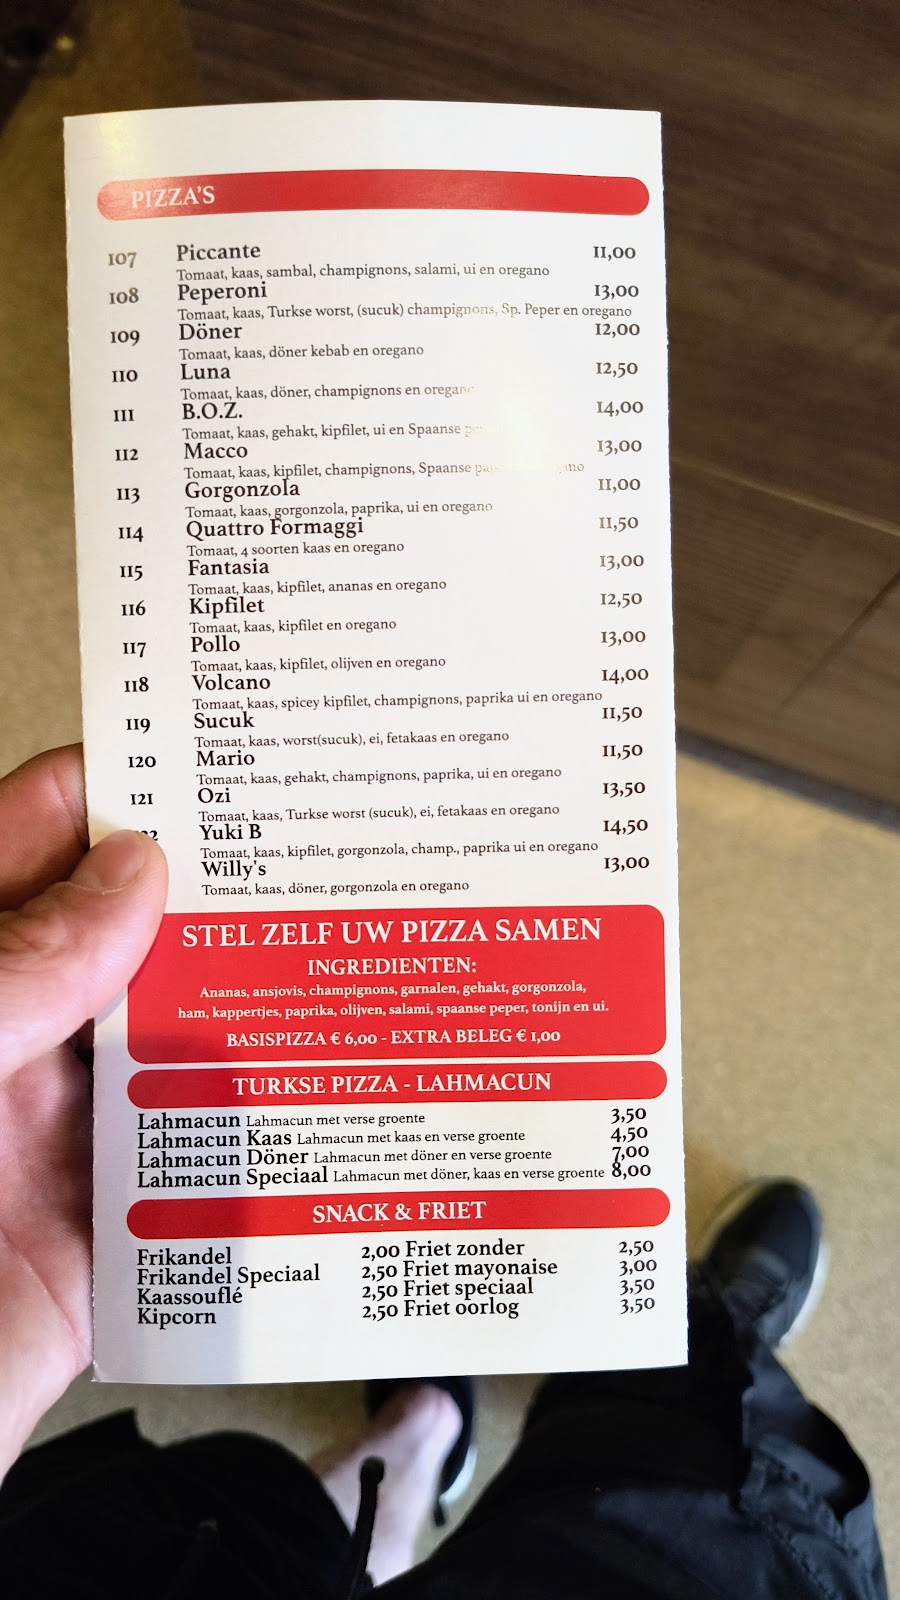 PIZZA'S
107 Piccante 11,00
Tomaat, kaas, sambal, champignons, salami, ui en oregano
108 Peperoni 13,00
Tomaat, kaas, Turkse worst, (sucuk) champignons, Sp. Peper en oregano
109 Döner 12,00
Tomaat, kaas, döner kebab en oregano
110 Luna 12,50
Tomaat, kaas, döner, champignons en oregano
111 B.O.Z. 14,00
Tomaat, kaas, gehakt, kipfilet, ui en Spaanse
112 Macco 13,00
Tomaat, kaas, kipfilet, champignons, Spaanse
113 Gorgonzola 11,00
Tomaat, kaas, gorgonzola, paprika, ui en oregano
114 Quattro Formaggi 11,50
Tomaat, 4 soorten kaas en oregano
115 Fantasia 13,00
Tomaat, kaas, kipfilet, ananas en oregano
116 Kipfilet 12,50
Tomaat, kaas, kipfilet en oregano
117 Pollo 13,00
Tomaat, kaas, kipfilet, olijven en oregano
118 Volcano 14,00
Tomaat, kaas, spicey kipfilet, champignons, paprika ui en oregano
119 Sucuk 11,50
Tomaat, kaas, worst(sucuk), ei, fetakaas en oregano
120 Mario 11,50
Tomaat, kaas, gehakt, champignons, paprika, ui en oregano
121 Ozi 13,50
Tomaat, kaas, Turkse worst (sucuk), ei, fetakaas en oregano
Yuki B 14,50
Tomaat, kaas, kipfilet, gorgonzola, champ., paprika ui en oregano
Willy's 13,00
Tomaat, kaas, döner, gorgonzola en oregano
STEL ZELF UW PIZZA SAMEN
INGREDIENTEN:
Ananas, ansjovis, champignons, garnalen, gehakt, gorgonzola,
ham, kappertjes, paprika, olijven, salami, spaanse peper, tonijn en ui.
BASISPIZZA € 6,00 - EXTRA BELEG € 1,00
TURKSE PIZZA - LAHMACUN
Lahmacun Lahmacun met verse groente 3,50
Lahmacun Kaas Lahmacun met kaas en verse groente 4,50
Lahmacun Döner Lahmacun met döner en verse groente 7,00
Lahmacun Speciaal Lahmacun met döner, kaas en verse groente 8,00
SNACK & FRIET
Frikandel 2,00 Friet zonder 2,50
Frikandel Speciaal 2,50 Friet mayonaise 3,00
Kaassouflé 2,50 Friet speciaal 3,50
Kipcorn 2,50 Friet oorlog 3,50